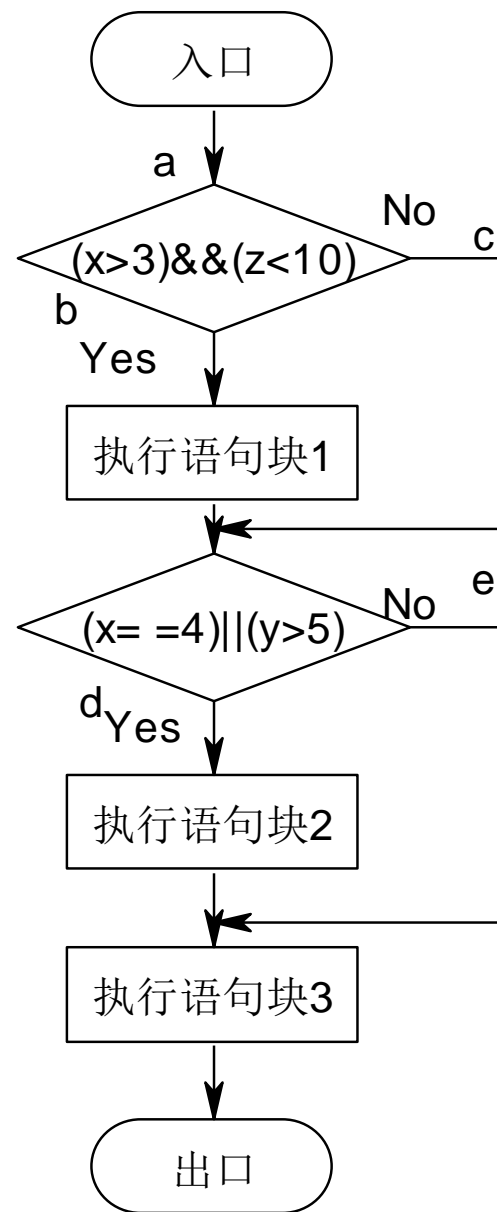 入口
a
No
c
(x>3)&&(z<10)
b
Yes
执行语句块1
e
No
(x= =4)||(y>5)
d
Yes
执行语句块2
执行语句块3
出口